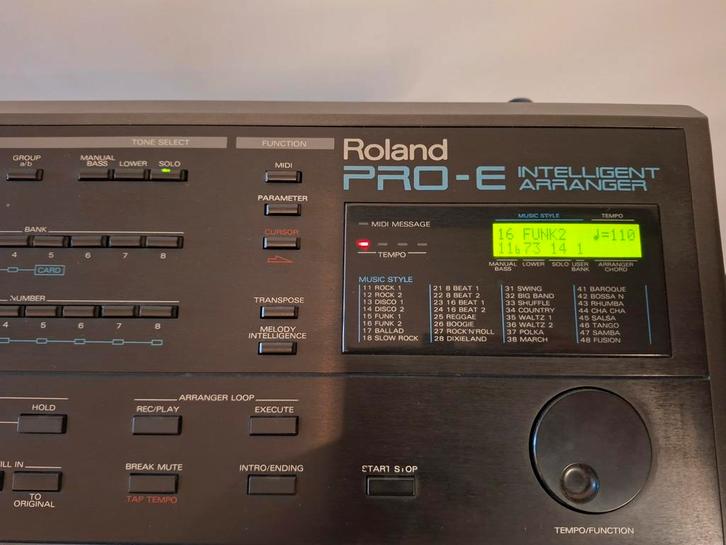 TONE SELECT
FUNCTION
GROUP
a/b
MANUAL
BASS
LOWER
SOLO
MIDI
Roland
PRO-E INTELLIGENT
ARRANGER
PARAMETER
BANK
CURSOR
4 5 6 7 8
CARD
MIDI MESSAGE
TEMPO
MUSIC STYLE
TEMPO
16 FUNK2 ♩=110
11b73 14 1
MANUAL
BASS
LOWER
SOLO
USER
BANK
ARRANGER
CHORD
MUSIC STYLE
11 ROCK 1
12 ROCK 2
13 DISCO 1
14 DISCO 2
15 FUNK 1
16 FUNK 2
17 BALLAD
18 SLOW ROCK
21 8 BEAT 1
22 8 BEAT 2
23 16 BEAT 1
24 16 BEAT 2
25 REGGAE
26 BOOGIE
27 ROCK'N'ROLL
28 DIXIELAND
31 SWING
32 BIG BAND
33 SHUFFLE
34 COUNTRY
35 WALTZ 1
36 WALTZ 2
37 POLKA
38 MARCH
41 BAROQUE
42 BOSSA N
43 RHUMBA
44 CHA CHA
45 SALSA
46 TANGO
47 SAMBA
48 FUSION
NUMBER
4 5 6 7 8
TRANSPOSE
MELODY
INTELLIGENCE
ARRANGER LOOP
HOLD
REC/PLAY
EXECUTE
ILL IN
TO
ORIGINAL
BREAK MUTE
TAP TEMPO
INTRO/ENDING
START STOP
TEMPO/FUNCTION